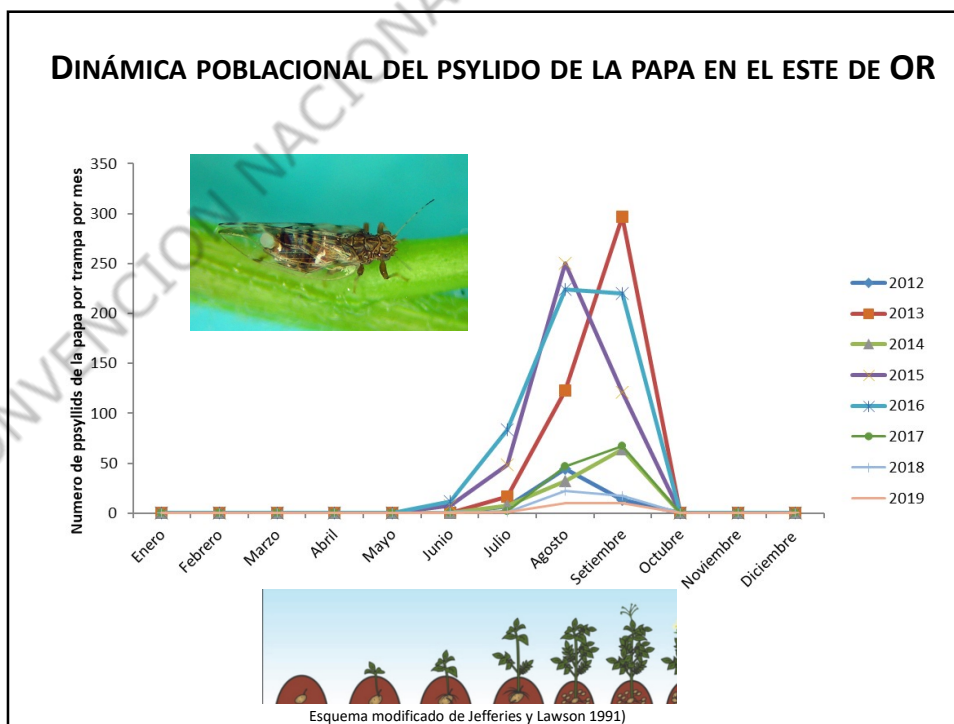 DINÁMICA POBLACIONAL DEL PSYLIDO DE LA PAPA EN EL ESTE DE OR
CONVENCION NACIONA
Numero de ppsyllids de la papa por trampa por mes
350
300
250
200
150
100
50
0
Enero
Febrero
Marzo
Abril
Mayo
Junio
Julio
Agosto
Setiembre
Octubre
Noviembre
Diciembre
2012
2013
2014
2015
2016
2017
2018
2019
Esquema modificado de Jefferies y Lawson 1991)